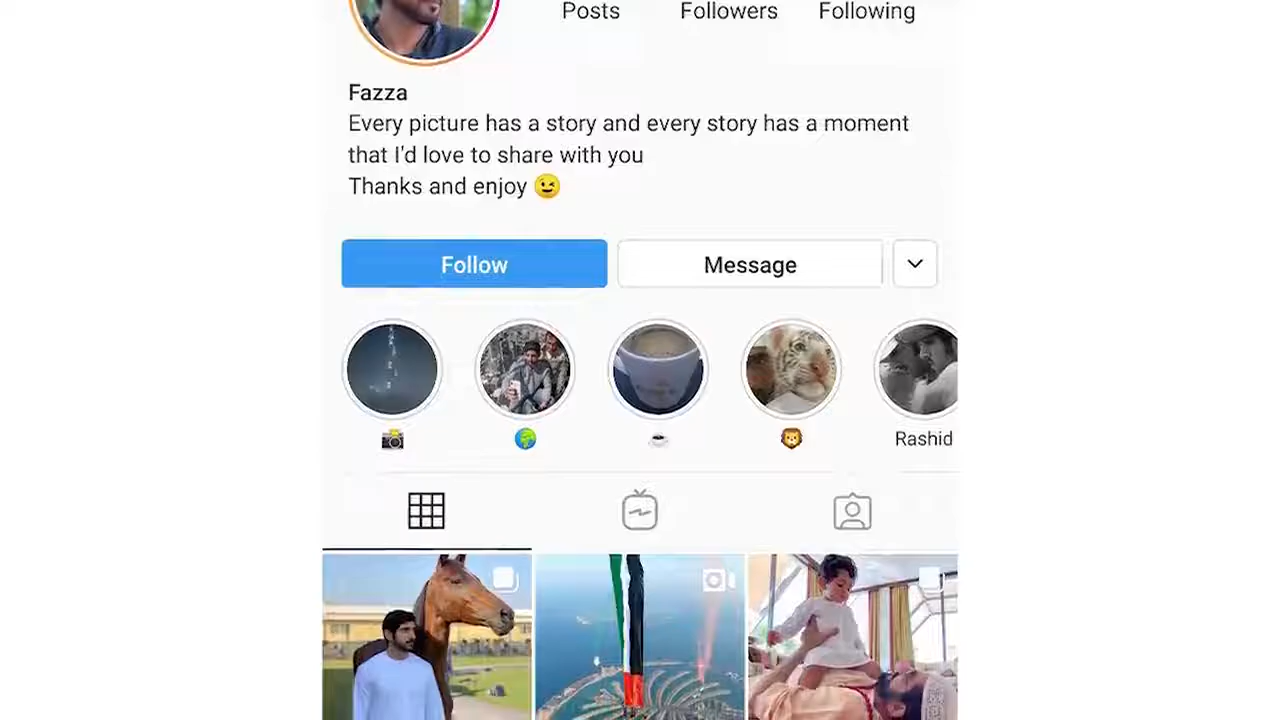 Posts Followers Following
Fazza
Every picture has a story and every story has a moment
that I'd love to share with you
Thanks and enjoy 😉
Follow Message
📸 🌍 ☕ 🦁 Rashid